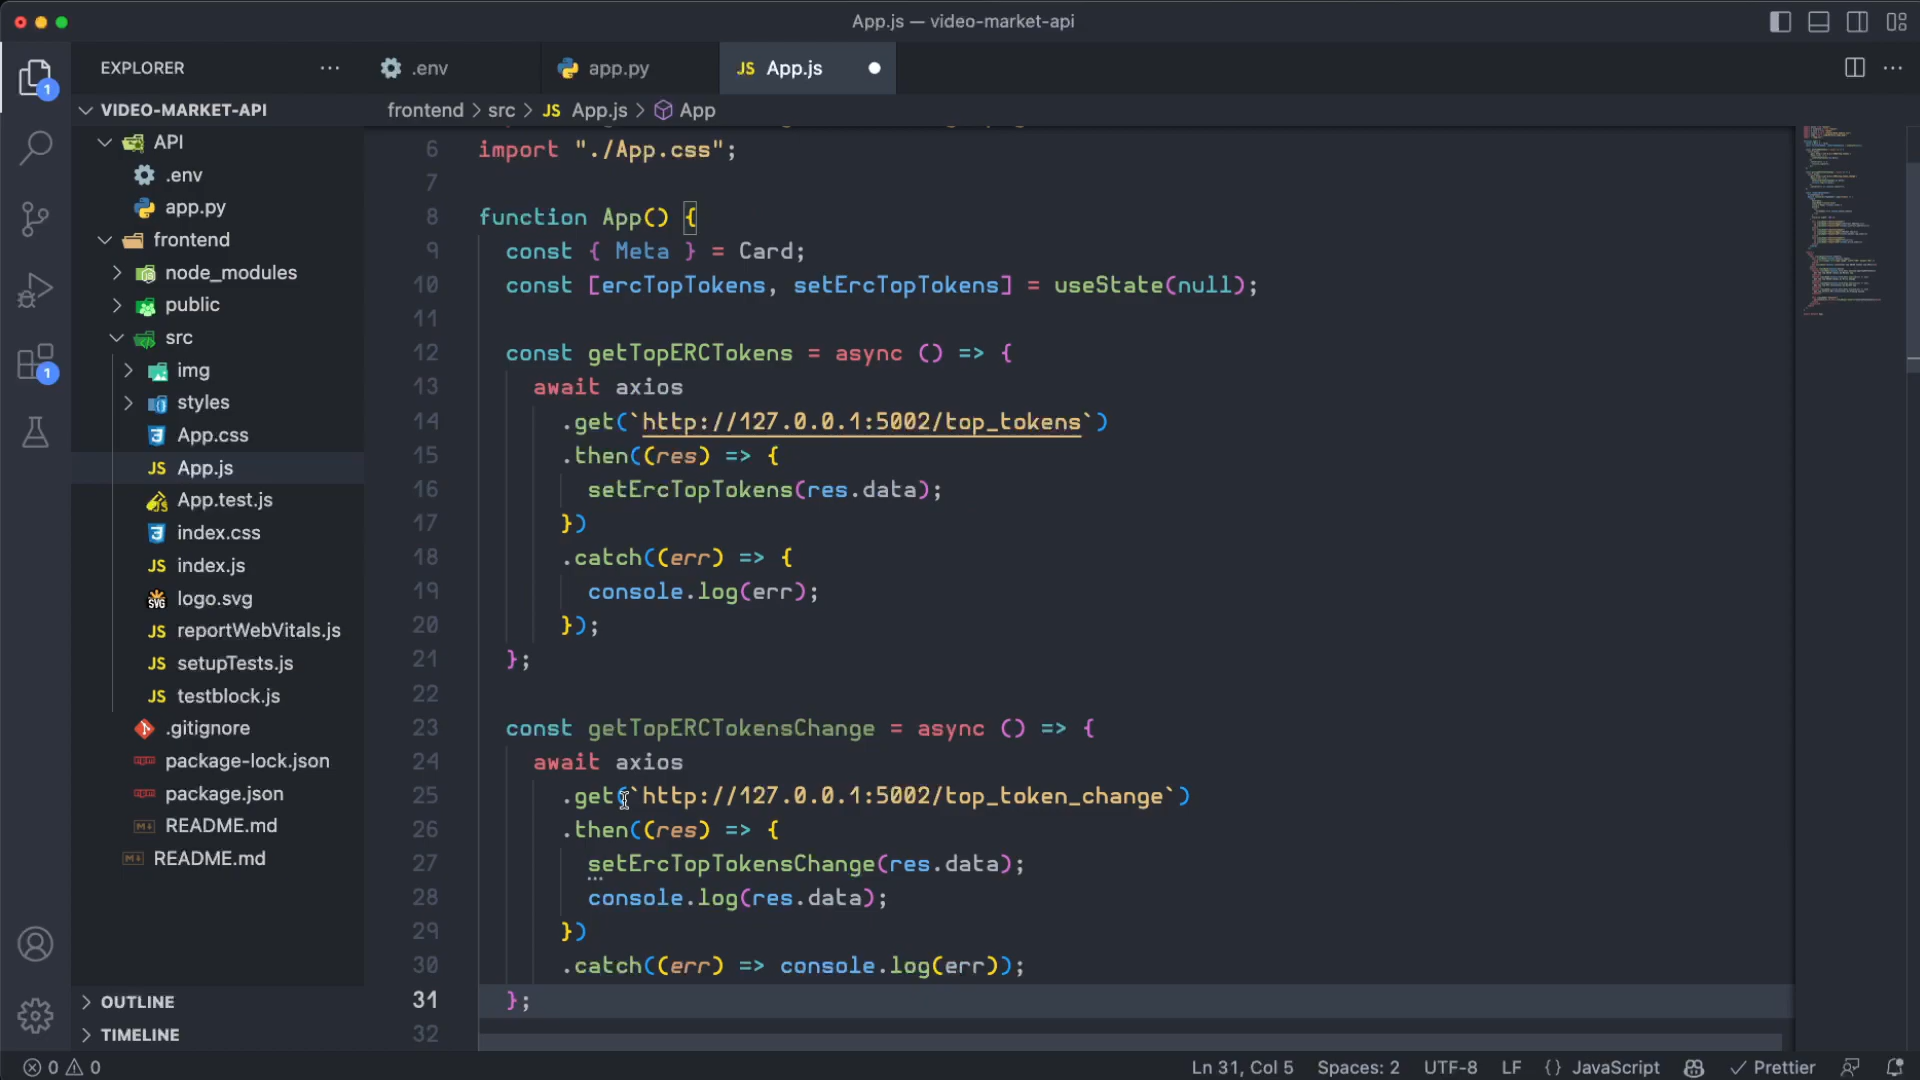 App.js — video-market-api
EXPLORER
.env
app.py
JS App.js
VIDEO-MARKET-API
frontend > src > JS App.js > App
API
.env
app.py
frontend
node_modules
public
src
img
styles
App.css
JS App.js
App.test.js
index.css
JS index.js
SVG logo.svg
JS reportWebVitals.js
JS setupTests.js
JS testblock.js
.gitignore
npm package-lock.json
npm package.json
README.md
README.md
OUTLINE
TIMELINE
1
1
6 import "./App.css";
7
8 function App() {
9 const { Meta } = Card;
10 const [ercTopTokens, setErcTopTokens] = useState(null);
11
12 const getTopERCTokens = async () => {
13 await axios
14 .get(`http://127.0.0.1:5002/top_tokens`)
15 .then((res) => {
16 setErcTopTokens(res.data);
17 })
18 .catch((err) => {
19 console.log(err);
20 });
21 };
22
23 const getTopERCTokensChange = async () => {
24 await axios
25 .get(`http://127.0.0.1:5002/top_token_change`)
26 .then((res) => {
27 setErcTopTokensChange(res.data);
28 console.log(res.data);
29 })
30 .catch((err) => console.log(err));
31 };
32
0 0
Ln 31, Col 5 Spaces: 2 UTF-8 LF {} JavaScript Prettier